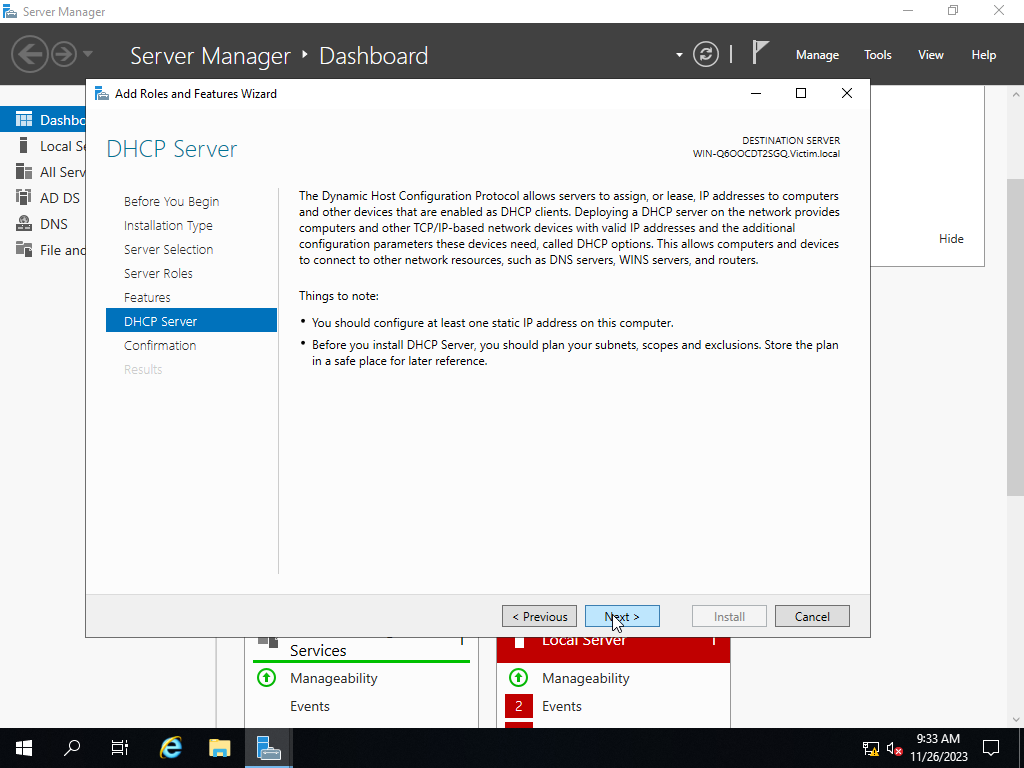 Server Manager
Server Manager
Dashboard
Manage
Tools
View
Help
Add Roles and Features Wizard
Dashbo
Local Se
All Serv
AD DS
DNS
File and
DHCP Server
DESTINATION SERVER
WIN-Q6OOCDT2SGQ.Victim.local
Before You Begin
Installation Type
Server Selection
Server Roles
Features
DHCP Server
Confirmation
Results
The Dynamic Host Configuration Protocol allows servers to assign, or lease, IP addresses to computers
and other devices that are enabled as DHCP clients. Deploying a DHCP server on the network provides
computers and other TCP/IP-based network devices with valid IP addresses and the additional
configuration parameters these devices need, called DHCP options. This allows computers and devices
to connect to other network resources, such as DNS servers, WINS servers, and routers.
Things to note:
• You should configure at least one static IP address on this computer.
• Before you install DHCP Server, you should plan your subnets, scopes and exclusions. Store the plan
in a safe place for later reference.
Hide
< Previous
Next >
Install
Cancel
Services
1
Local Server
1
Manageability
Events
Manageability
2 Events
9:33 AM
11/26/2023